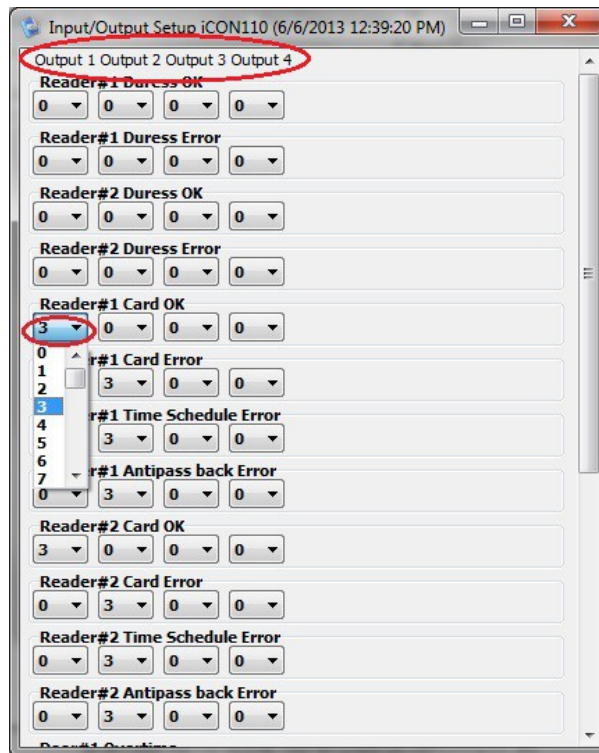 Input/Output Setup iCON110 (6/6/2013 12:39:20 PM)
Output 1 Output 2 Output 3 Output 4
Reader#1 Duress OK
0 0 0 0
Reader#1 Duress Error
0 0 0 0
Reader#2 Duress OK
0 0 0 0
Reader#2 Duress Error
0 0 0 0
Reader#1 Card OK
3 0 0 0
0
1
2
3
4
5
6
7
r#1 Card Error
3 0 0
r#1 Time Schedule Error
3 0 0
r#1 Antipass back Error
0 3 0 0
Reader#2 Card OK
3 0 0 0
Reader#2 Card Error
0 3 0 0
Reader#2 Time Schedule Error
0 3 0 0
Reader#2 Antipass back Error
0 3 0 0
Door#1 Overtime